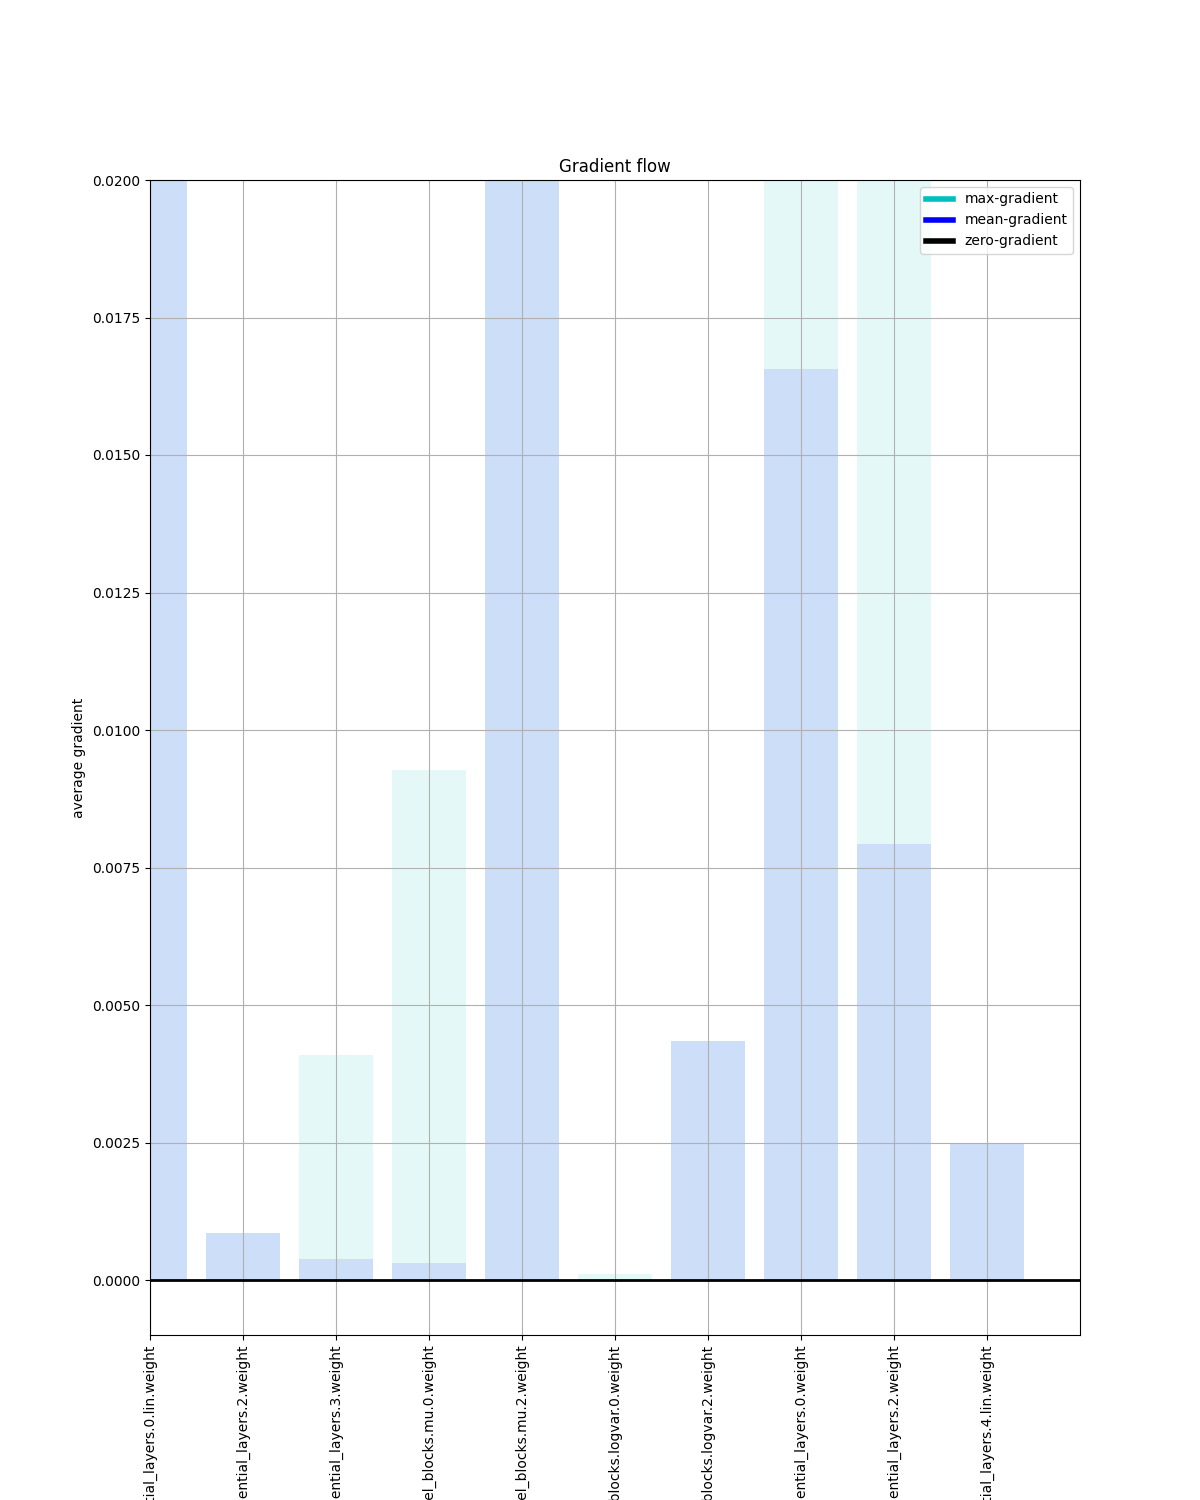 Gradient flow
max-gradient
mean-gradient
zero-gradient
average gradient
0.0200
0.0175
0.0150
0.0125
0.0100
0.0075
0.0050
0.0025
0.0000
tial_layers.0.lin.weight
ential_layers.2.weight
ential_layers.3.weight
el_blocks.mu.0.weight
el_blocks.mu.2.weight
blocks.logvar.0.weight
blocks.logvar.2.weight
ential_layers.0.weight
ential_layers.2.weight
tial_layers.4.lin.weight